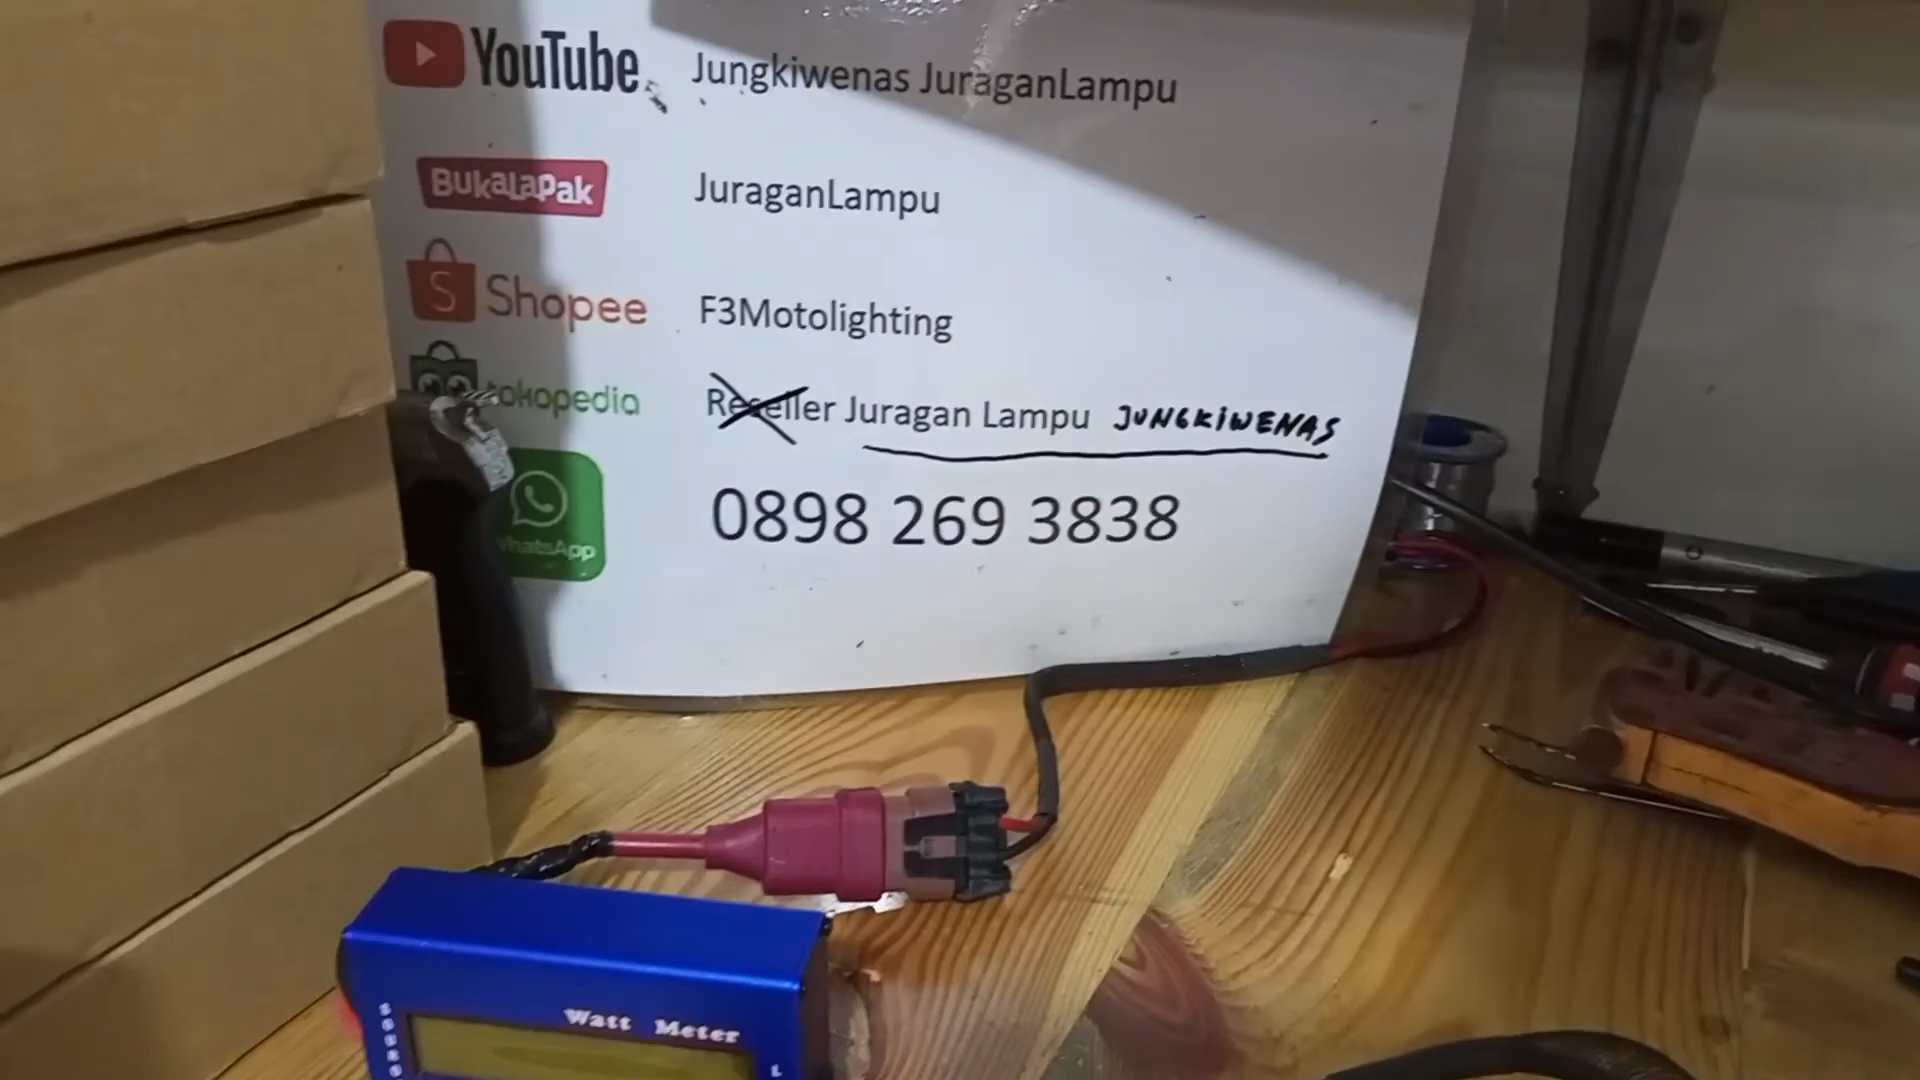 YouTube Jungkiwenas JuraganLampu
BukaLapak JuraganLampu
Shopee F3Motolighting
tokopedia Reseller Juragan Lampu JUNGKIWENAS
WhatsApp 0898 269 3838
Watt Meter